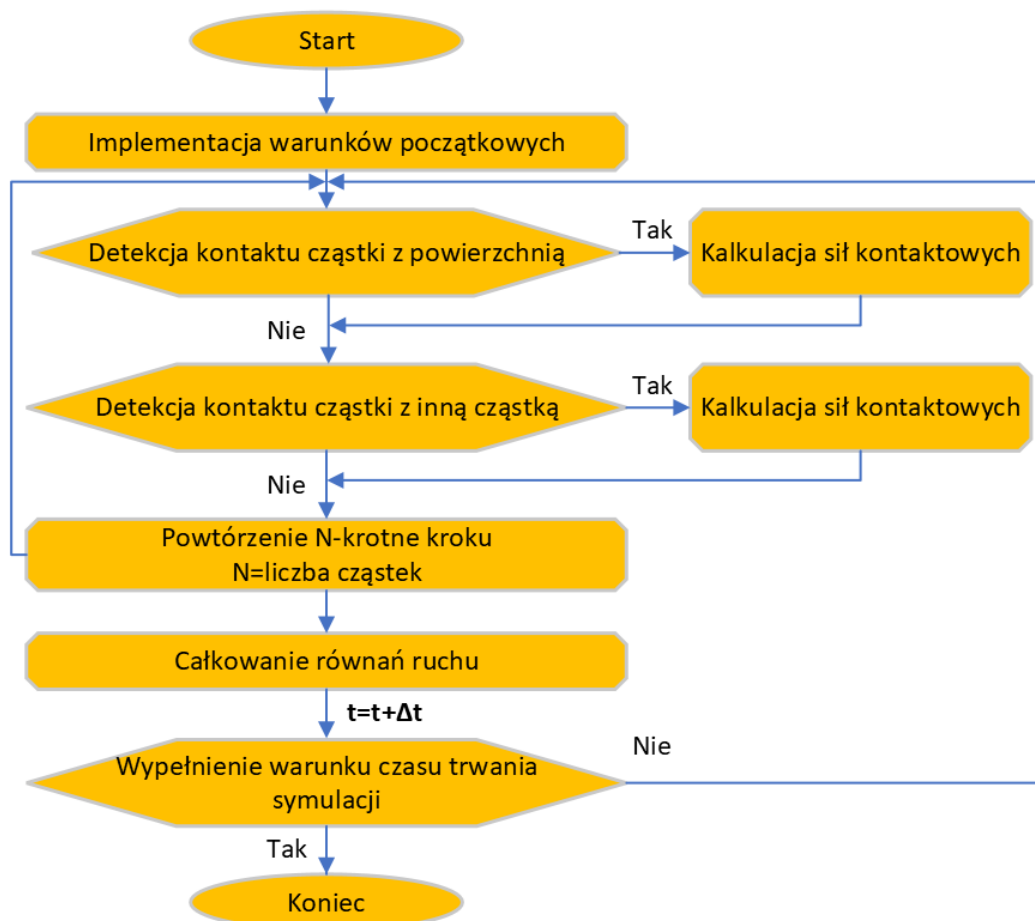 Start
Implementacja warunków początkowych
Detekcja kontaktu cząstki z powierzchnią
Tak
Kalkulacja sił kontaktowych
Nie
Detekcja kontaktu cząstki z inną cząstką
Tak
Kalkulacja sił kontaktowych
Nie
Powtórzenie N-krotne kroku
N=liczba cząstek
Całkowanie równań ruchu
t=t+Δt
Wypełnienie warunku czasu trwania
symulacji
Nie
Tak
Koniec